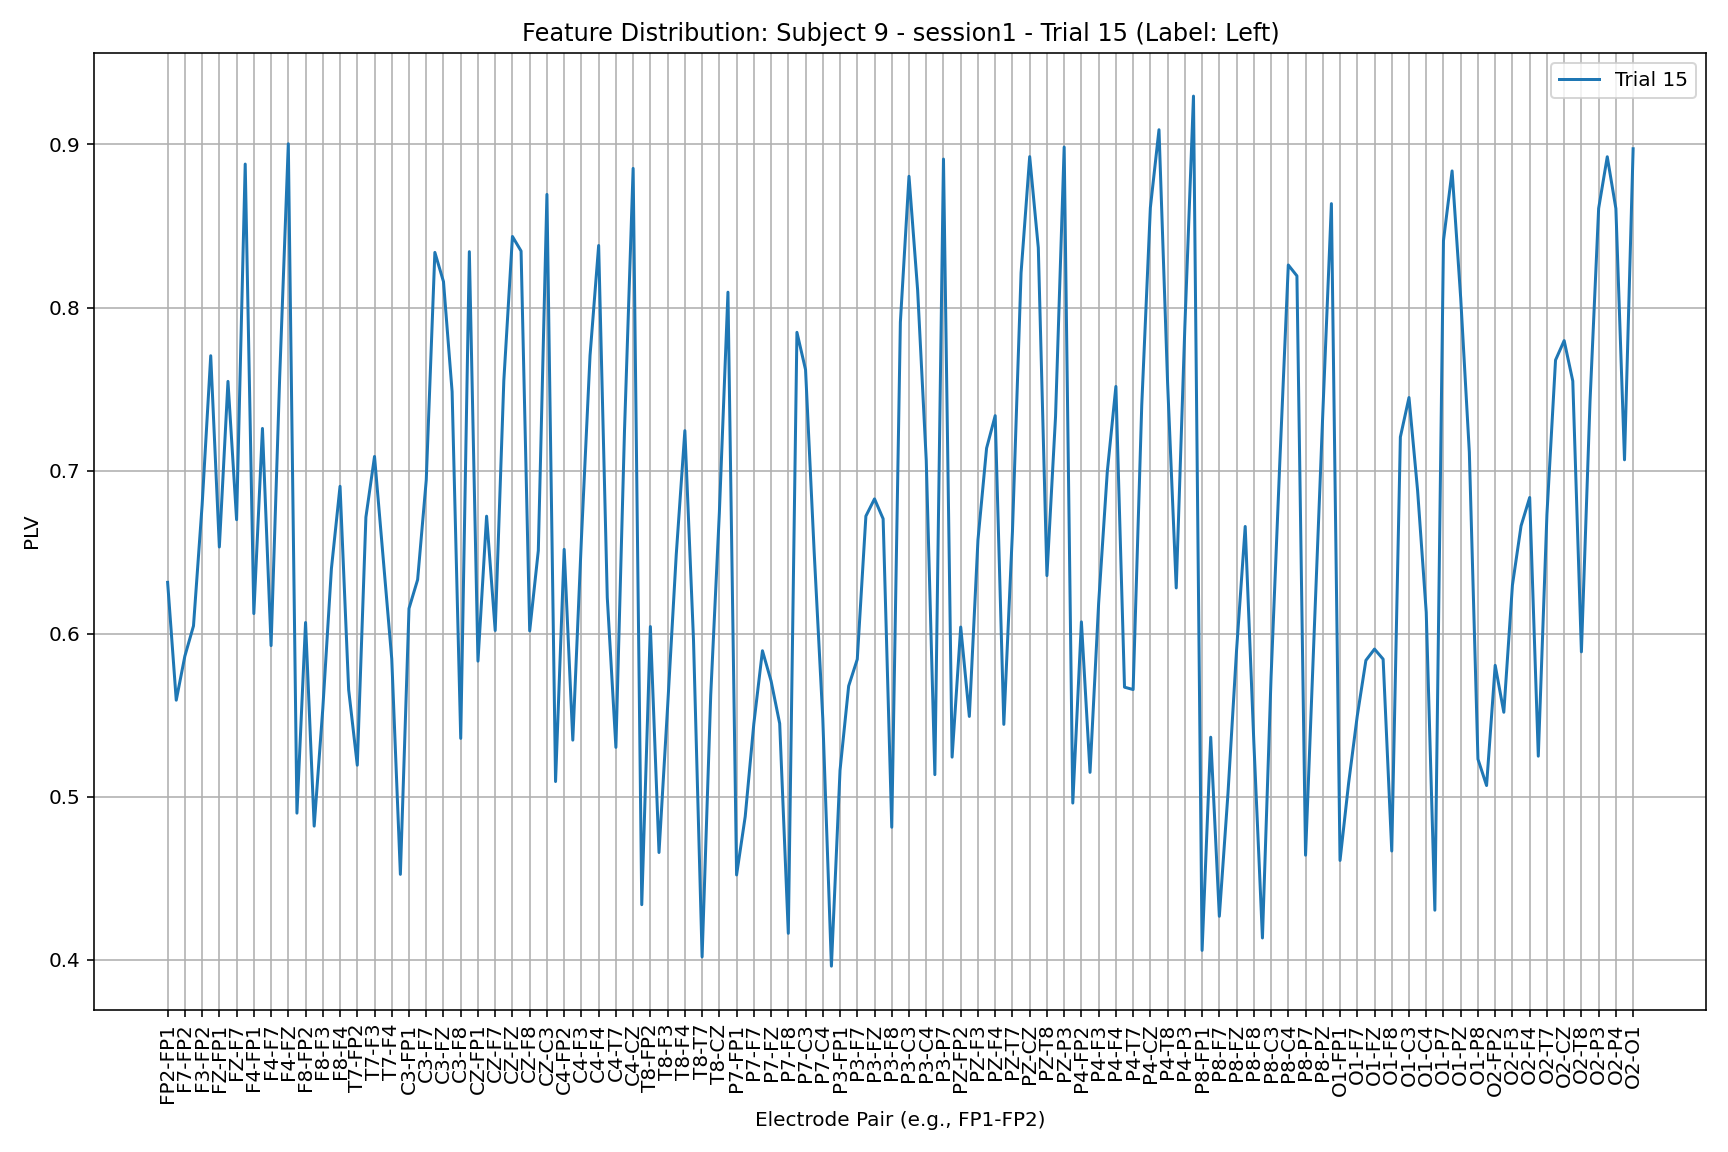 Feature Distribution: Subject 9 - session1 - Trial 15 (Label: Left)
Trial 15
PLV
0.9
0.8
0.7
0.6
0.5
0.4
FP2-FP1
F7-FP2
F3-FP2
FZ-FP1
FZ-F7
F4-FP1
F4-F7
F4-FZ
F8-FP2
F8-F3
F8-F4
T7-FP2
T7-F3
T7-F4
C3-FP1
C3-F7
C3-FZ
C3-F8
CZ-FP1
CZ-F7
CZ-FZ
CZ-F8
CZ-C3
C4-FP2
C4-F3
C4-F4
C4-T7
C4-CZ
T8-FP2
T8-F3
T8-F4
T8-T7
T8-CZ
P7-FP1
P7-F7
P7-FZ
P7-F8
P7-C3
P7-C4
P3-FP1
P3-F7
P3-FZ
P3-F8
P3-C3
P3-C4
P3-P7
PZ-FP2
PZ-F3
PZ-F4
PZ-T7
PZ-CZ
PZ-T8
PZ-P3
P4-FP2
P4-F3
P4-F4
P4-T7
P4-CZ
P4-T8
P4-P3
P8-FP1
P8-F7
P8-FZ
P8-F8
P8-C3
P8-C4
P8-P7
P8-PZ
O1-FP1
O1-F7
O1-FZ
O1-F8
O1-C3
O1-C4
O1-P7
O1-PZ
O1-P8
O2-FP2
O2-F3
O2-F4
O2-T7
O2-CZ
O2-T8
O2-P3
O2-P4
O2-O1
Electrode Pair (e.g., FP1-FP2)